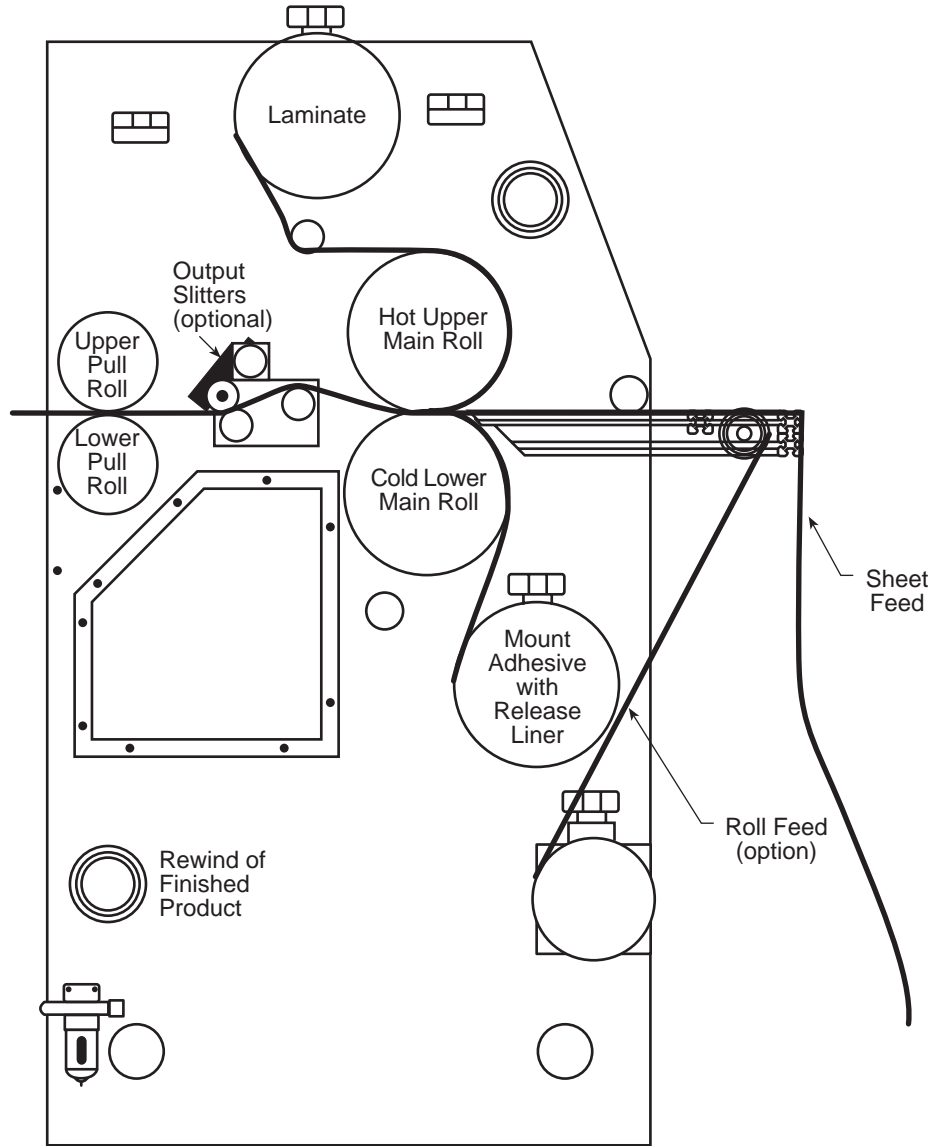 Laminate
Output
Slitters
(optional)
Upper
Pull
Roll
Hot Upper
Main Roll
Lower
Pull
Roll
Cold Lower
Main Roll
Sheet
Feed
Mount
Adhesive
with
Release
Liner
Roll Feed
(option)
Rewind of
Finished
Product